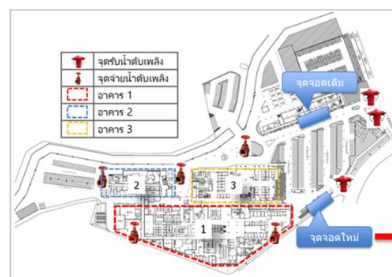 จุดรับน้ำดับเพลิง
จุดจ่ายน้ำดับเพลิง
อาคาร 1
อาคาร 2
อาคาร 3
จุดจอดเดิม
2
3
1
จุดจอดใหม่